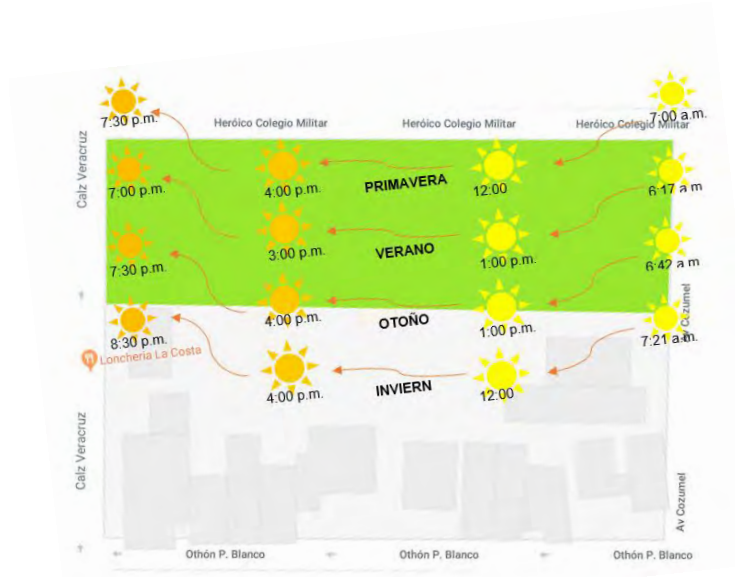 7:30 p.m.
Heróico Colegio Militar
Heróico Colegio Militar
Heróico Colegio Militar
7:00 a.m.
Calz Veracruz
7:00 p.m.
4:00 p.m.
PRIMAVERA
12:00
6:17 a m
7:30 p.m.
3:00 p.m.
VERANO
1:00 p.m.
6:42 a m
8:30 p.m.
4:00 p.m.
OTOÑO
1:00 p.m.
7:21 a.m.
Av Cozumel
Loncheria La Costa
4:00 p.m.
INVIERN
12:00
Calz Veracruz
Av Cozumel
Othón P. Blanco
Othón P. Blanco
Othón P. Blanco